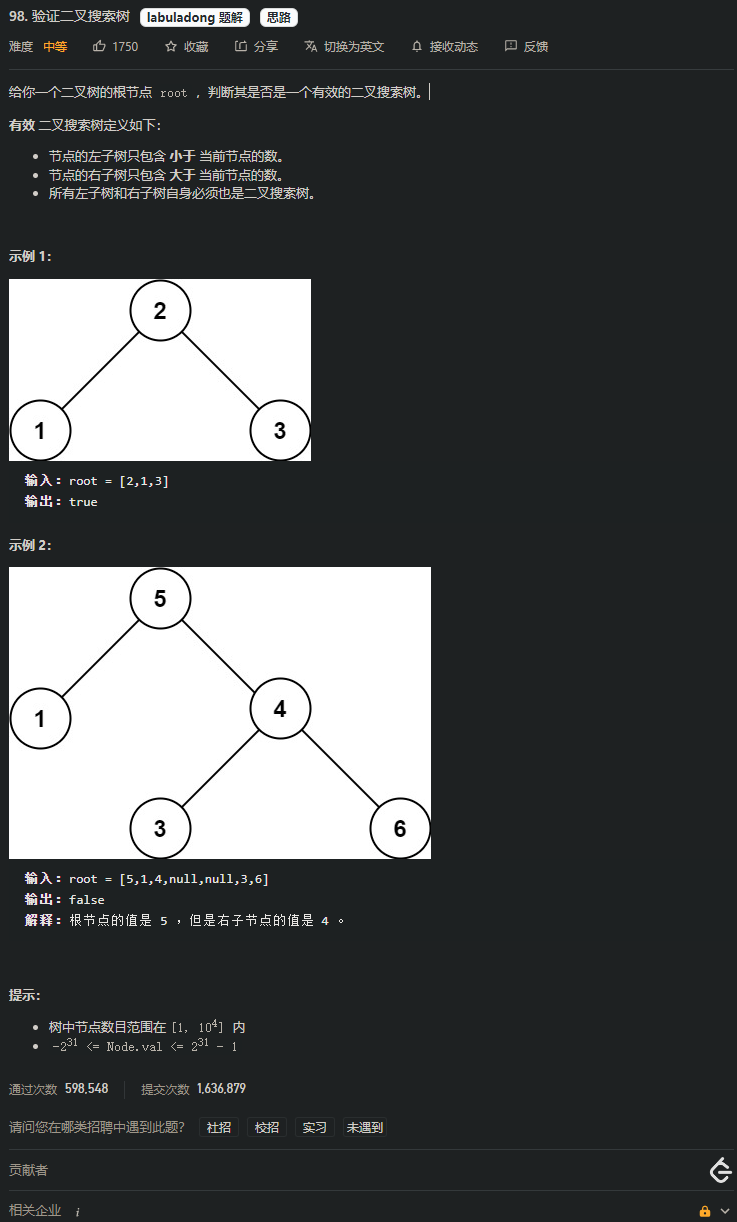 98. 验证二叉搜索树 labuladong 题解 思路
难度 中等 1750 收藏 分享 切换为英文 接收动态 反馈
给你一个二叉树的根节点 root ，判断其是否是一个有效的二叉搜索树。
有效 二叉搜索树定义如下：
节点的左子树只包含 小于 当前节点的数。
节点的右子树只包含 大于 当前节点的数。
所有左子树和右子树自身必须也是二叉搜索树。
示例 1：
2
1 3
输入：root = [2,1,3]
输出：true
示例 2：
5
1 4
3 6
输入：root = [5,1,4,null,null,3,6]
输出：false
解释：根节点的值是 5 ，但是右子节点的值是 4 。
提示：
树中节点数目范围在 [1, 10⁴] 内
-2³¹ <= Node.val <= 2³¹ - 1
通过次数 598,548 提交次数 1,636,879
请问您在哪类招聘中遇到此题？ 社招 校招 实习 未遇到
贡献者
相关企业 i